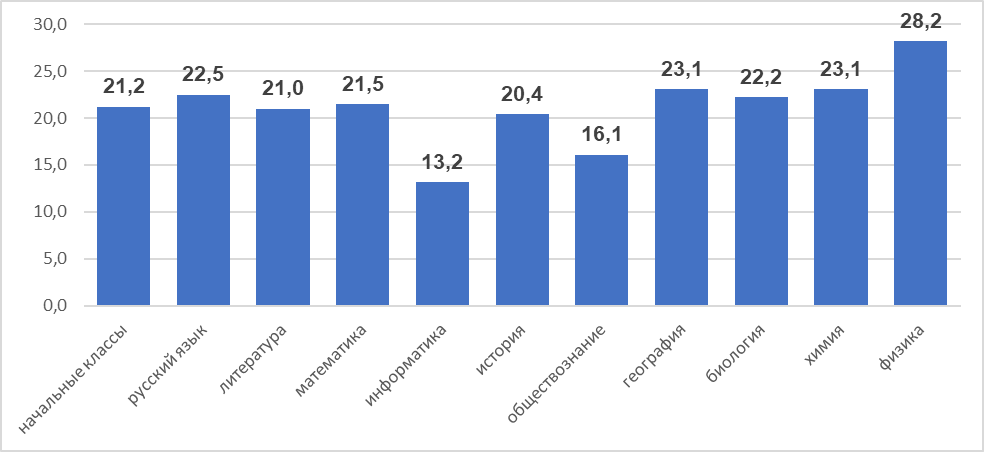 30,0
25,0
20,0
15,0
10,0
5,0
0,0
21,2
22,5
21,0
21,5
13,2
20,4
16,1
23,1
22,2
23,1
28,2
начальные классы
русский язык
литература
математика
информатика
история
обществознание
география
биология
химия
физика